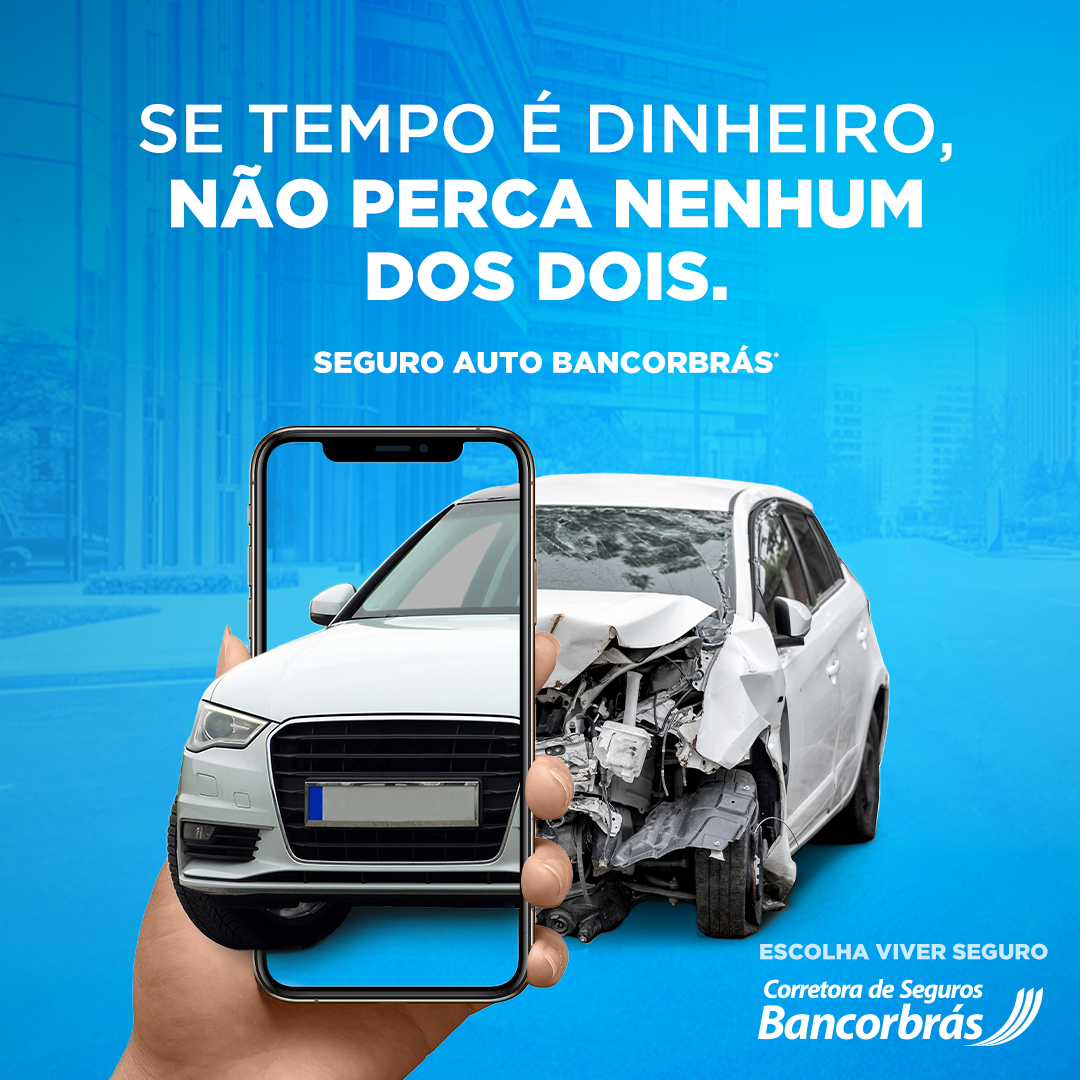 SE TEMPO É DINHEIRO,
NÃO PERCA NENHUM
DOS DOIS.
SEGURO AUTO BANCORBRÁS*
ESCOLHA VIVER SEGURO
Corretora de Seguros
Bancorbrás